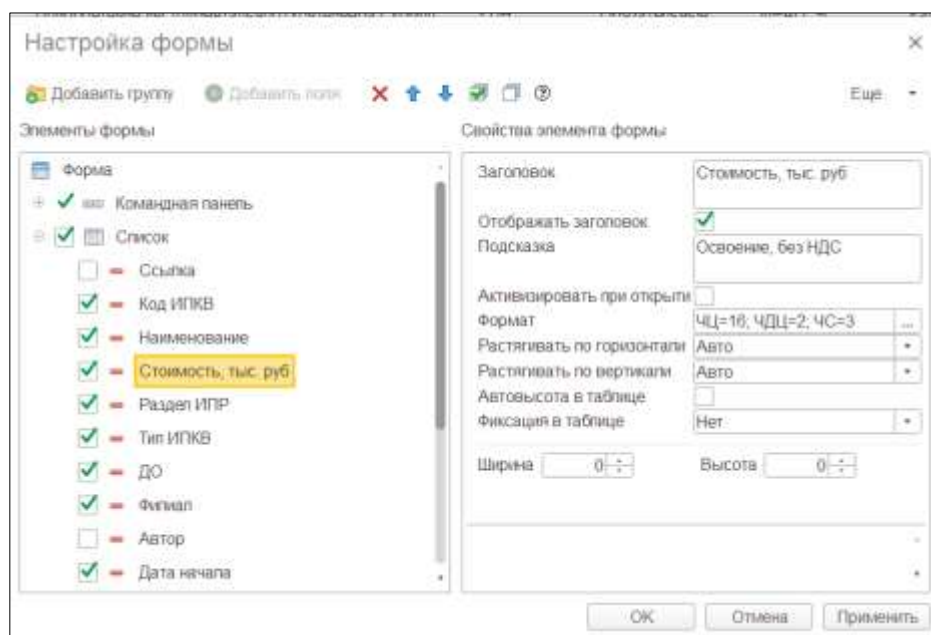 Настройка формы
Добавить группу
Добавить поля
Еще
Элементы формы
Свойства элемента формы
Форма
Командная панель
Список
Ссылка
Код ИПКВ
Наименование
Стоимость, тыс. руб
Раздел ИПР
Тип ИПКВ
ДО
Филиал
Автор
Дата начала
Заголовок
Стоимость, тыс. руб
Отображать заголовок
Подсказка
Освоение, без НДС
Активизировать при открыти
Формат
ЧЦ=16; ЧДЦ=2; ЧС=3
...
Растягивать по горизонтали
Авто
Растягивать по вертикали
Авто
Автовысота в таблице
Фиксация в таблице
Нет
Ширина
0
Высота
0
OK
Отмена
Применить